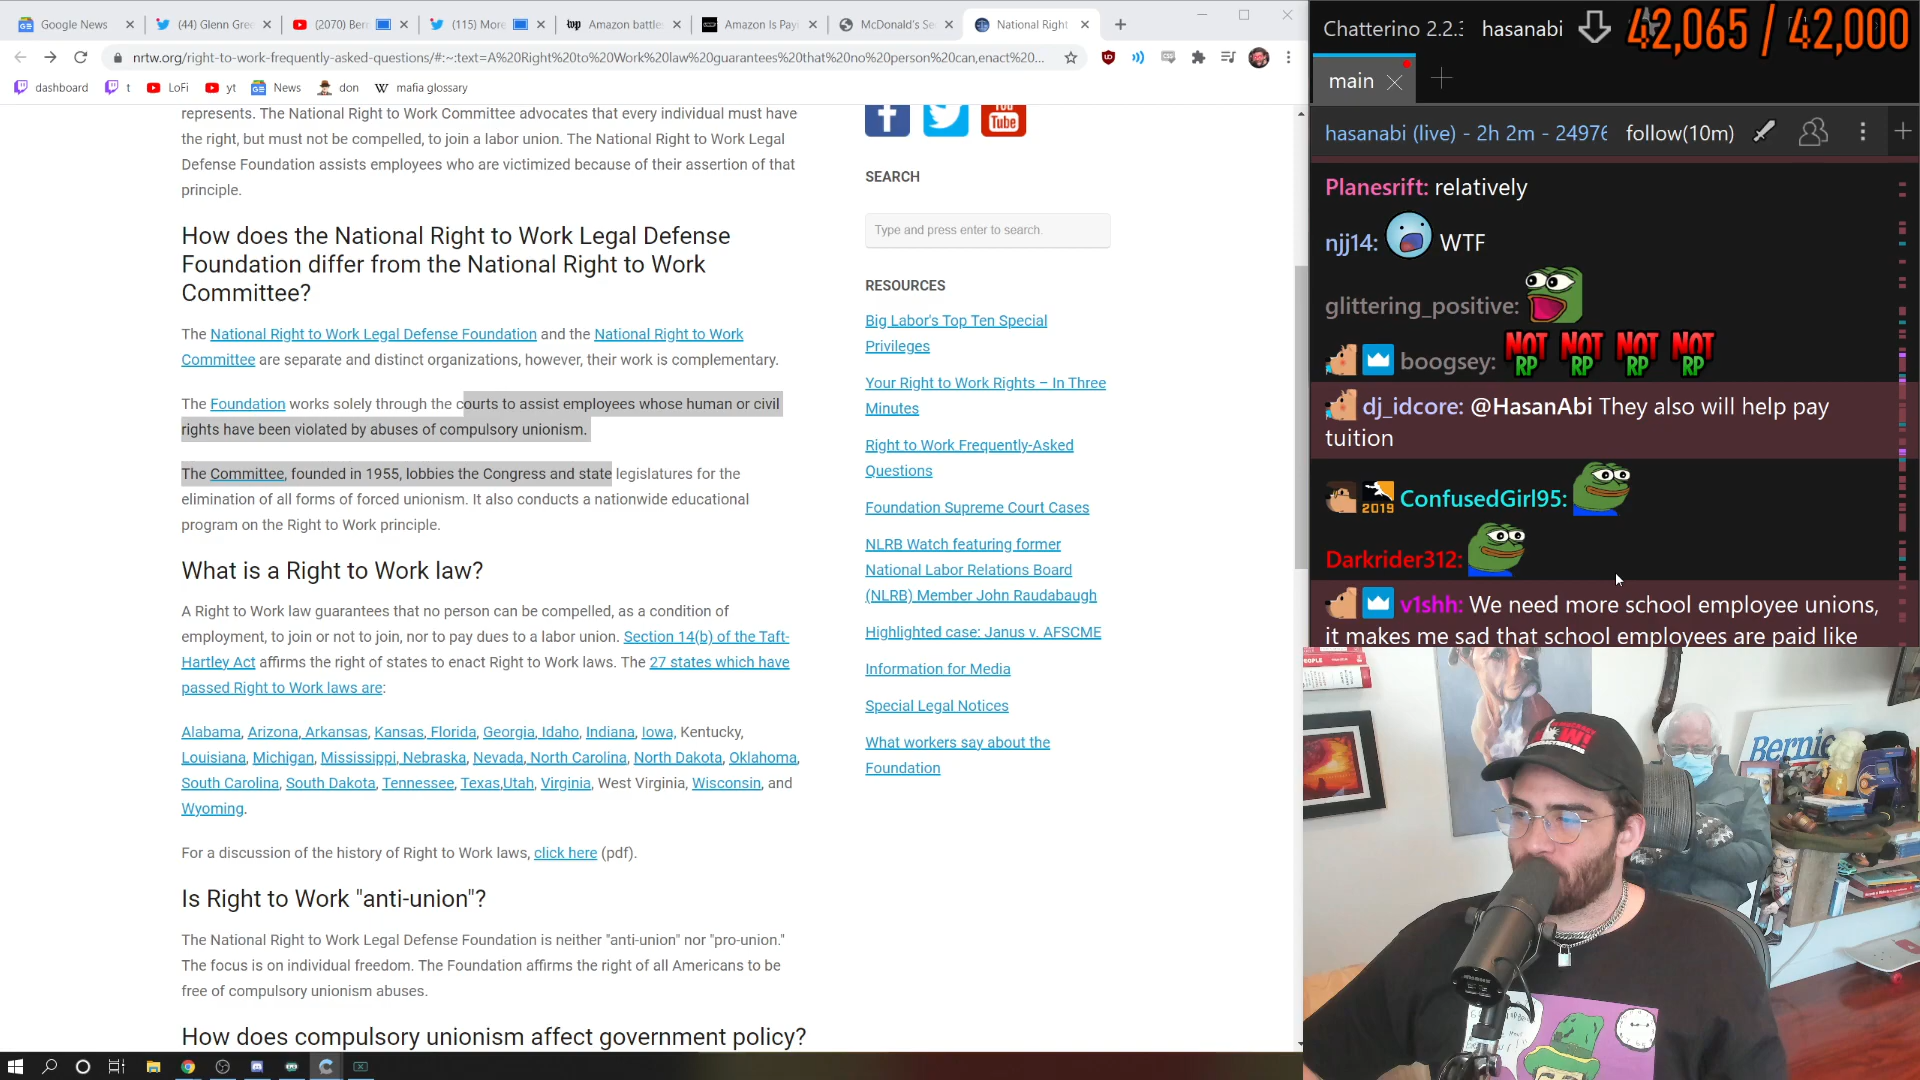 Google News
(44) Glenn Gree
(2070) Ber
(115) More
Amazon battle
Amazon Is Pay
McDonald's Se
National Right
nrtw.org/right-to-work-frequently-asked-questions/#:~:text=A%20Right%20to%20Work%20law%20guarantees%20that%20no%20person%20can,enact%20...
dashboard
t
LoFi
yt
News
don
mafia glossary
represents. The National Right to Work Committee advocates that every individual must have
the right, but must not be compelled, to join a labor union. The National Right to Work Legal
Defense Foundation assists employees who are victimized because of their assertion of that
principle.
How does the National Right to Work Legal Defense
Foundation differ from the National Right to Work
Committee?
The National Right to Work Legal Defense Foundation and the National Right to Work
Committee are separate and distinct organizations, however, their work is complementary.
The Foundation works solely through the courts to assist employees whose human or civil
rights have been violated by abuses of compulsory unionism.
The Committee, founded in 1955, lobbies the Congress and state legislatures for the
elimination of all forms of forced unionism. It also conducts a nationwide educational
program on the Right to Work principle.
What is a Right to Work law?
A Right to Work law guarantees that no person can be compelled, as a condition of
employment, to join or not to join, nor to pay dues to a labor union. Section 14(b) of the Taft-
Hartley Act affirms the right of states to enact Right to Work laws. The 27 states which have
passed Right to Work laws are:
Alabama, Arizona, Arkansas, Kansas, Florida, Georgia, Idaho, Indiana, Iowa, Kentucky,
Louisiana, Michigan, Mississippi, Nebraska, Nevada, North Carolina, North Dakota, Oklahoma,
South Carolina, South Dakota, Tennessee, Texas,Utah, Virginia, West Virginia, Wisconsin, and
Wyoming.
For a discussion of the history of Right to Work laws, click here (pdf).
Is Right to Work "anti-union"?
The National Right to Work Legal Defense Foundation is neither "anti-union" nor "pro-union."
The focus is on individual freedom. The Foundation affirms the right of all Americans to be
free of compulsory unionism abuses.
How does compulsory unionism affect government policy?
You
Tube
SEARCH
Type and press enter to search.
RESOURCES
Big Labor's Top Ten Special
Privileges
Your Right to Work Rights – In Three
Minutes
Right to Work Frequently-Asked
Questions
Foundation Supreme Court Cases
NLRB Watch featuring former
National Labor Relations Board
(NLRB) Member John Raudabaugh
Highlighted case: Janus v. AFSCME
Information for Media
Special Legal Notices
What workers say about the
Foundation
Chatterino 2.2.
hasanabi
42,065 / 42,000
main
hasanabi (live) - 2h 2m - 24976
follow(10m)
Planesrift: relatively
njj14: WTF
glittering_positive:
boogsey: NOT RP NOT RP NOT RP NOT RP
dj_idcore: @HasanAbi They also will help pay
tuition
2019 ConfusedGirl95:
Darkrider312:
v1shh: We need more school employee unions,
it makes me sad that school employees are paid like
Bernie